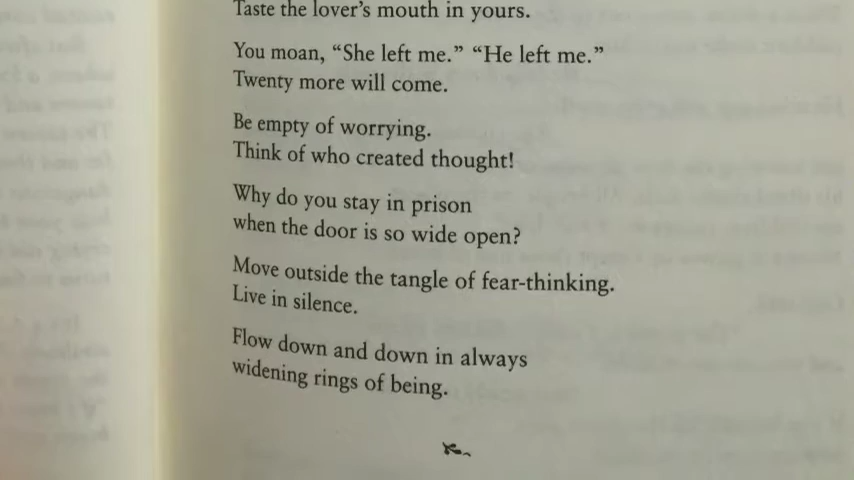 Taste the lover's mouth in yours.
You moan, “She left me.” “He left me.”
Twenty more will come.
Be empty of worrying.
Think of who created thought!
Why do you stay in prison
when the door is so wide open?
Move outside the tangle of fear-thinking.
Live in silence.
Flow down and down in always
widening rings of being.